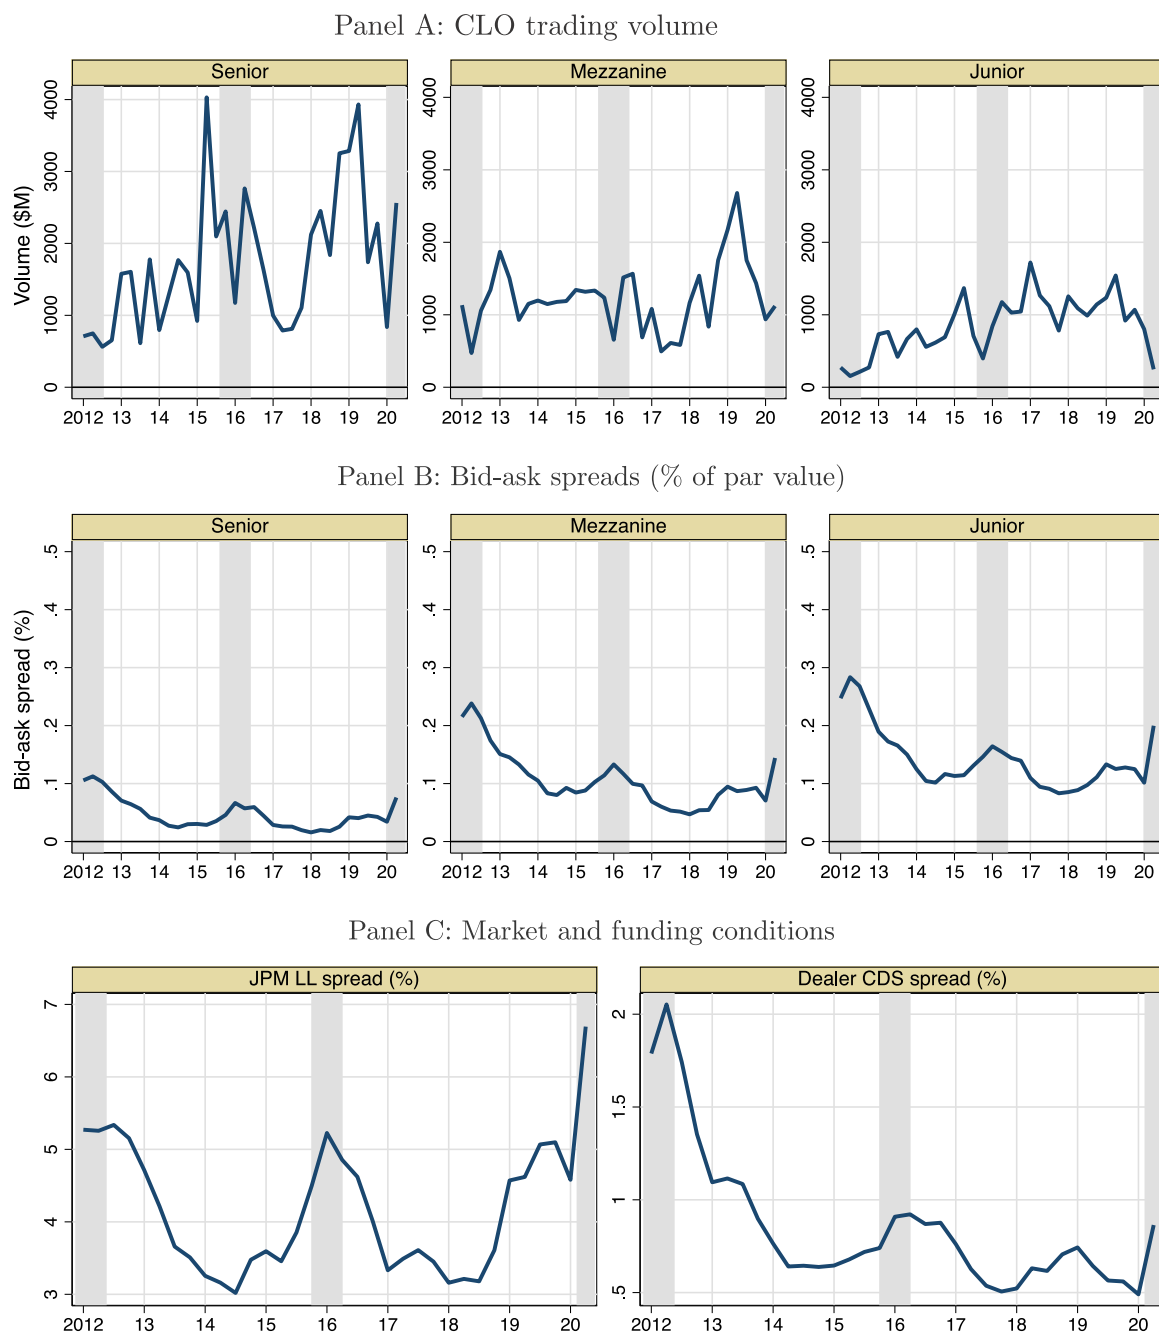 Panel A: CLO trading volume
Senior Mezzanine Junior
Volume ($M)
0 1000 2000 3000 4000
0 1000 2000 3000 4000
0 1000 2000 3000 4000
2012 13 14 15 16 17 18 19 20
2012 13 14 15 16 17 18 19 20
2012 13 14 15 16 17 18 19 20
Panel B: Bid-ask spreads (% of par value)
Senior Mezzanine Junior
Bid-ask spread (%)
0 .1 .2 .3 .4 .5
0 .1 .2 .3 .4 .5
0 .1 .2 .3 .4 .5
2012 13 14 15 16 17 18 19 20
2012 13 14 15 16 17 18 19 20
2012 13 14 15 16 17 18 19 20
Panel C: Market and funding conditions
JPM LL spread (%) Dealer CDS spread (%)
3 4 5 6 7
.5 1 1.5 2
2012 13 14 15 16 17 18 19 20
2012 13 14 15 16 17 18 19 20